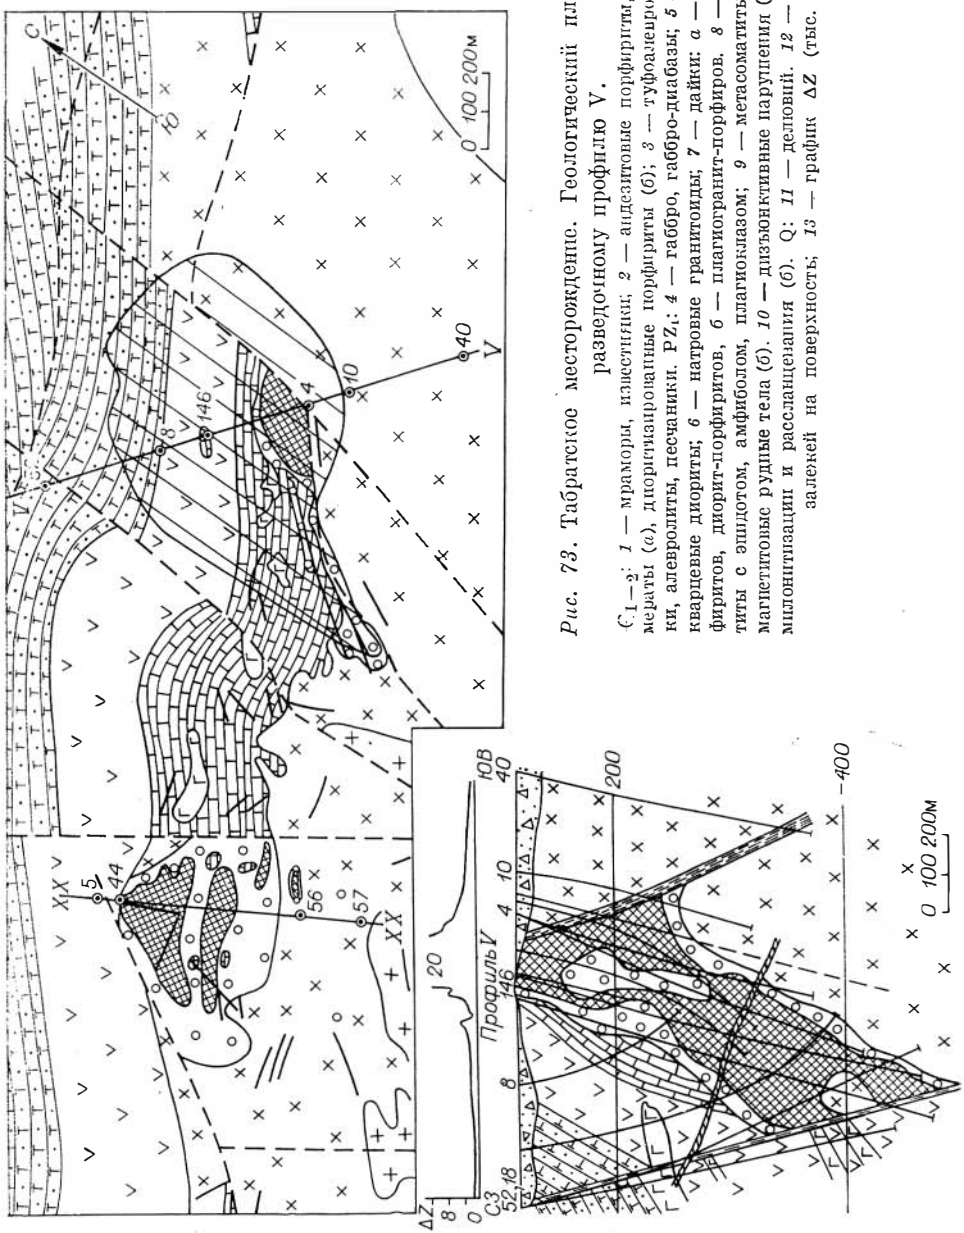 С
Ю
0 100 200м
8
146
4
10
40
V
XX
5
44
56
57
XX
ΔZ
8
0
20
СЗ
Профиль V
ЮВ
52,18
8
146
4
10
40
200
-400
0 100 200м
Рис. 73. Табратское месторождение. Геологический пл
разведочному профилю V.
Є1–2: 1 — мраморы, известняки; 2 — андезитовые порфириты,
мераты (а), диоритизированные порфириты (б); 3 — туфоалевро
ки, алевролиты, песчаники. PZ1: 4 — габбро, габбро-диабазы; 5
кварцевые диориты; 6 — натровые гранитоиды; 7 — дайки: а —
фиритов, диорит-порфиритов, б — плагиогранит-порфиров. 8 —
титы с эпидотом, амфиболом, плагиоклазом; 9 — метасоматить
магнетитовые рудные тела (б). 10 — дизъюнктивные нарушения (
милонитизации и рассланцевания (б). Q: 11 — делювий. 12 —
залежей на поверхность; 13 — график ΔZ (тыс.